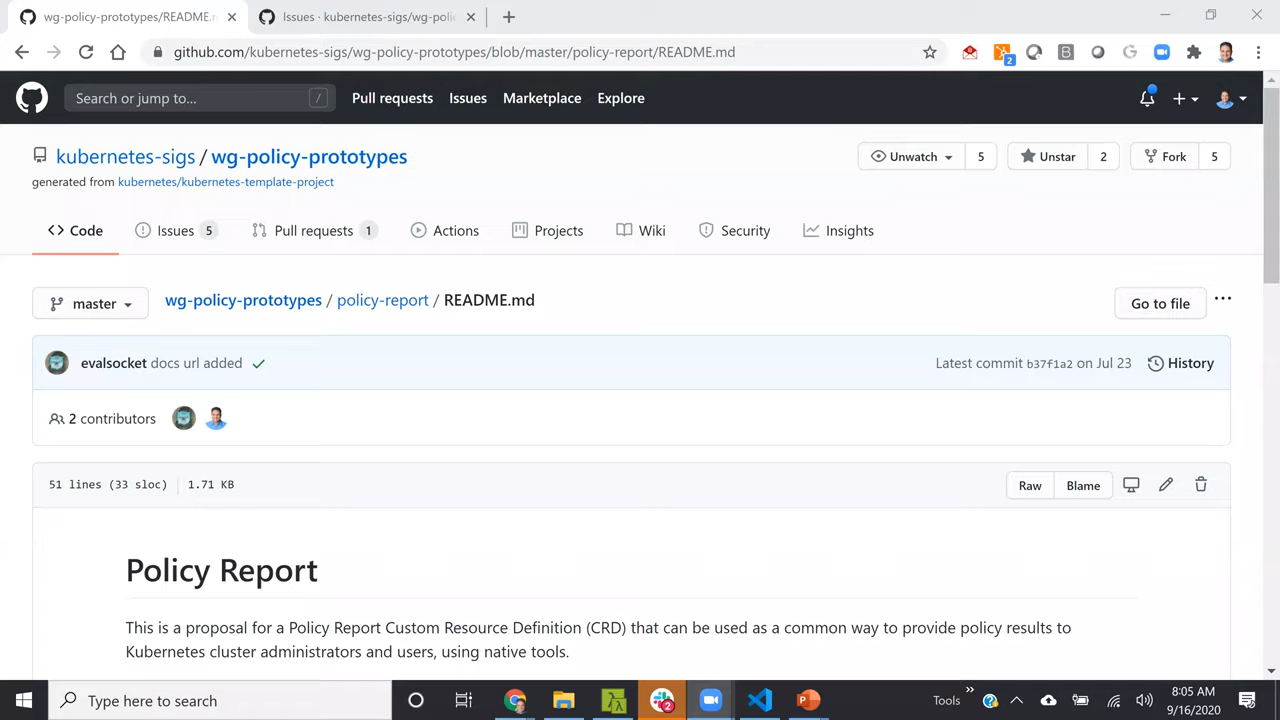 wg-policy-prototypes/README.m
Issues · kubernetes-sigs/wg-polic
github.com/kubernetes-sigs/wg-policy-prototypes/blob/master/policy-report/README.md
2
Search or jump to...
/
Pull requests
Issues
Marketplace
Explore
kubernetes-sigs / wg-policy-prototypes
Unwatch
5
Unstar
2
Fork
5
generated from kubernetes/kubernetes-template-project
Code
Issues 5
Pull requests 1
Actions
Projects
Wiki
Security
Insights
master
wg-policy-prototypes / policy-report / README.md
Go to file
evalsocket docs url added
Latest commit b37f1a2 on Jul 23
History
2 contributors
51 lines (33 sloc)
1.71 KB
Raw
Blame
Policy Report
This is a proposal for a Policy Report Custom Resource Definition (CRD) that can be used as a common way to provide policy results to
Kubernetes cluster administrators and users, using native tools.
Type here to search
2
Tools
8:05 AM
9/16/2020